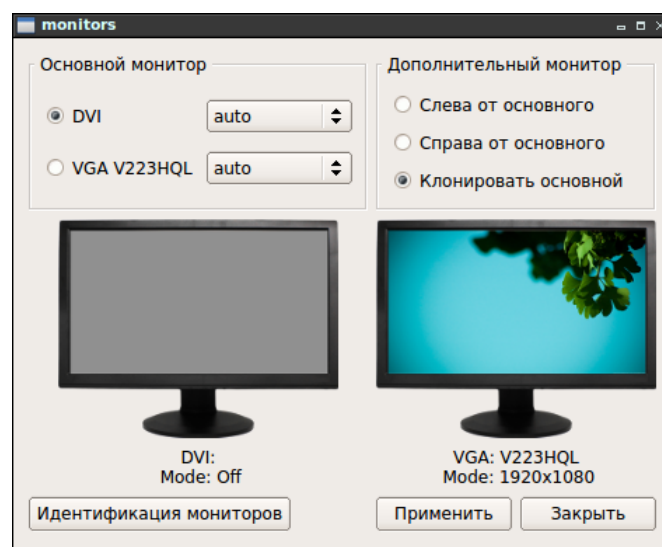 monitors
Основной монитор
DVI
auto
VGA V223HQL
auto
Дополнительный монитор
Слева от основного
Справа от основного
Клонировать основной
DVI:
Mode: Off
VGA: V223HQL
Mode: 1920x1080
Идентификация мониторов
Применить
Закрыть